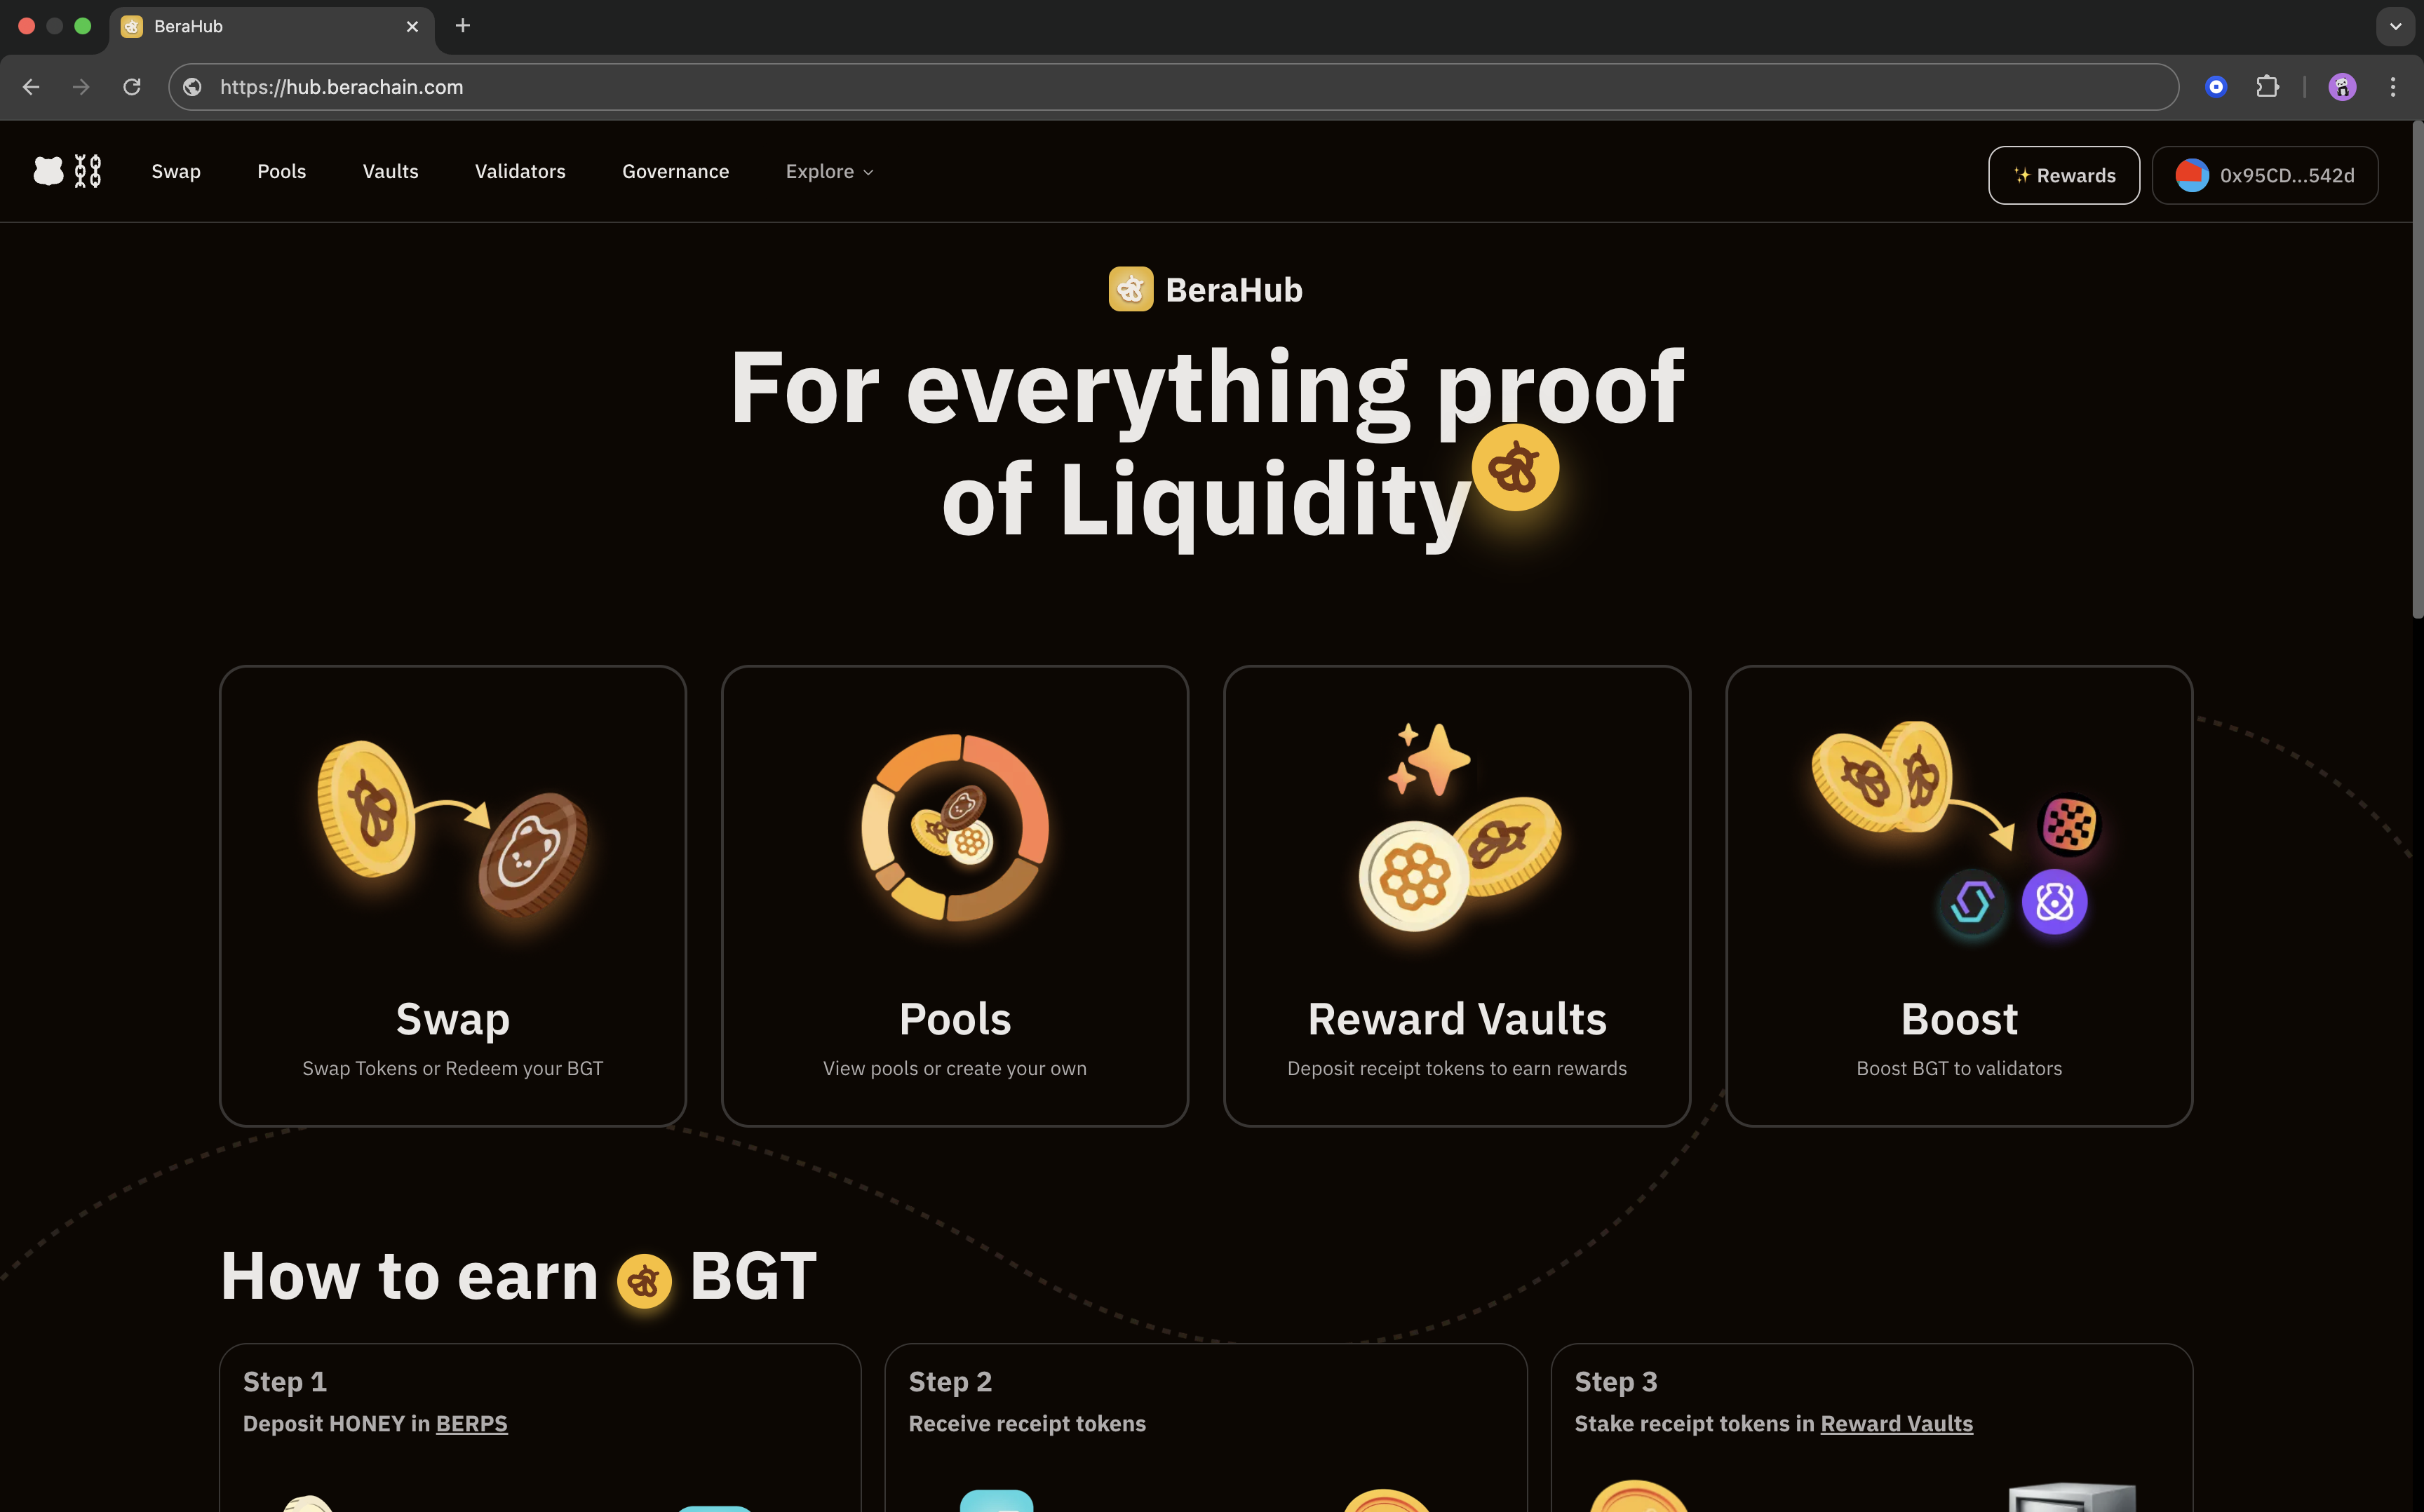 BeraHub
https://hub.berachain.com
Swap
Pools
Vaults
Validators
Governance
Explore
✨ Rewards
0x95CD...542d
BeraHub
For everything proof
of Liquidity
Swap
Swap Tokens or Redeem your BGT
Pools
View pools or create your own
Reward Vaults
Deposit receipt tokens to earn rewards
Boost
Boost BGT to validators
How to earn BGT
Step 1
Deposit HONEY in BERPS
Step 2
Receive receipt tokens
Step 3
Stake receipt tokens in Reward Vaults